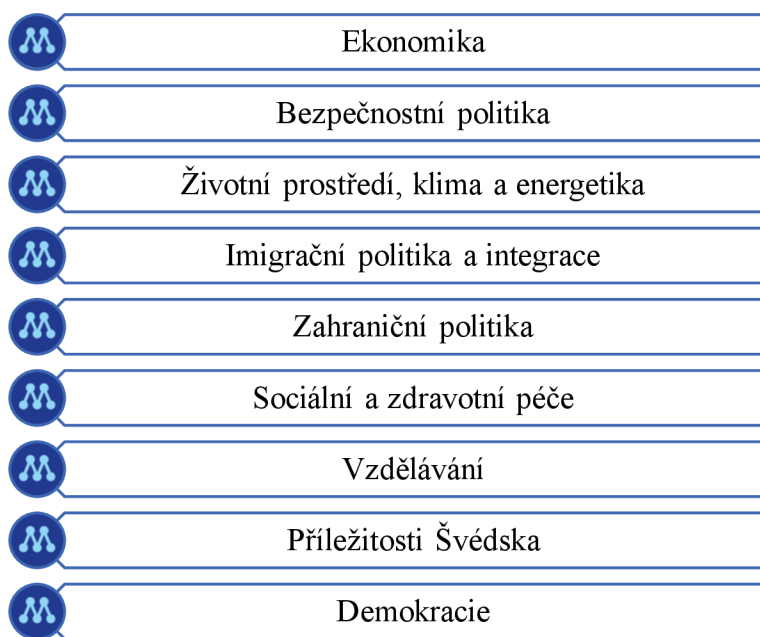 Ekonomika
Bezpečnostní politika
Životní prostředí, klima a energetika
Imigrační politika a integrace
Zahraniční politika
Sociální a zdravotní péče
Vzdělávání
Příležitosti Švédska
Demokracie